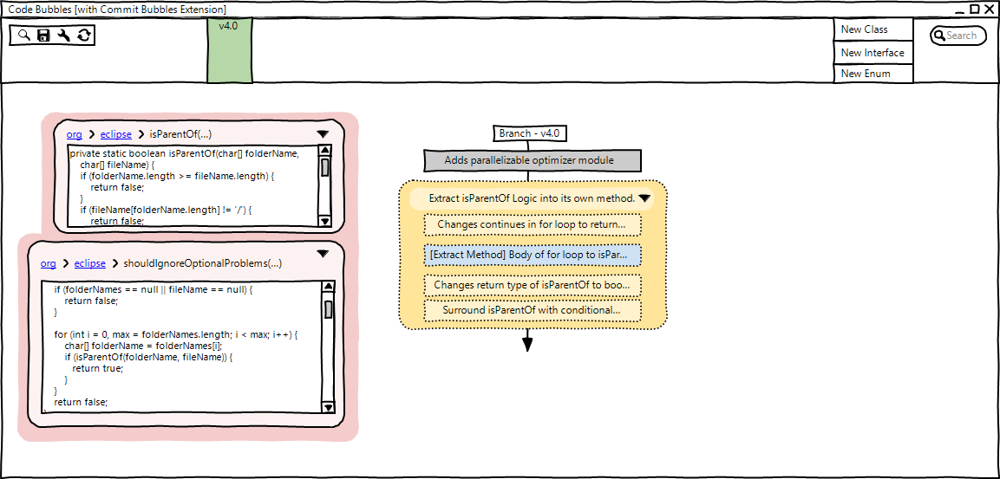 Code Bubbles [with Commit Bubbles Extension]
v4.0
New Class
New Interface
New Enum
Search
org > eclipse > isParentOf(...)
private static boolean isParentOf(char[] folderName,
char[] fileName) {
if (folderName.length >= fileName.length) {
return false;
}
if (fileName[folderName.length] != '/') {
return false;
org > eclipse > shouldIgnoreOptionalProblems(...)
if (folderNames == null || fileName == null) {
return false;
}
for (int i = 0, max = folderNames.length; i < max; i++) {
char[] folderName = folderNames[i];
if (isParentOf(folderName, fileName)) {
return true;
}
}
return false;
Branch - v4.0
Adds parallelizable optimizer module
Extract isParentOf Logic into its own method.
Changes continues in for loop to return...
[Extract Method] Body of for loop to isPar...
Changes return type of isParentOf to boo...
Surround isParentOf with conditional...